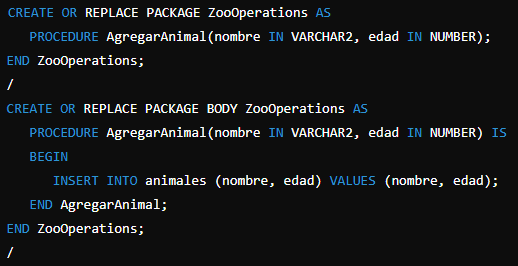 CREATE OR REPLACE PACKAGE ZooOperations AS
   PROCEDURE AgregarAnimal(nombre IN VARCHAR2, edad IN NUMBER);
END ZooOperations;
/
CREATE OR REPLACE PACKAGE BODY ZooOperations AS
   PROCEDURE AgregarAnimal(nombre IN VARCHAR2, edad IN NUMBER) IS
   BEGIN
      INSERT INTO animales (nombre, edad) VALUES (nombre, edad);
   END AgregarAnimal;
END ZooOperations;
/